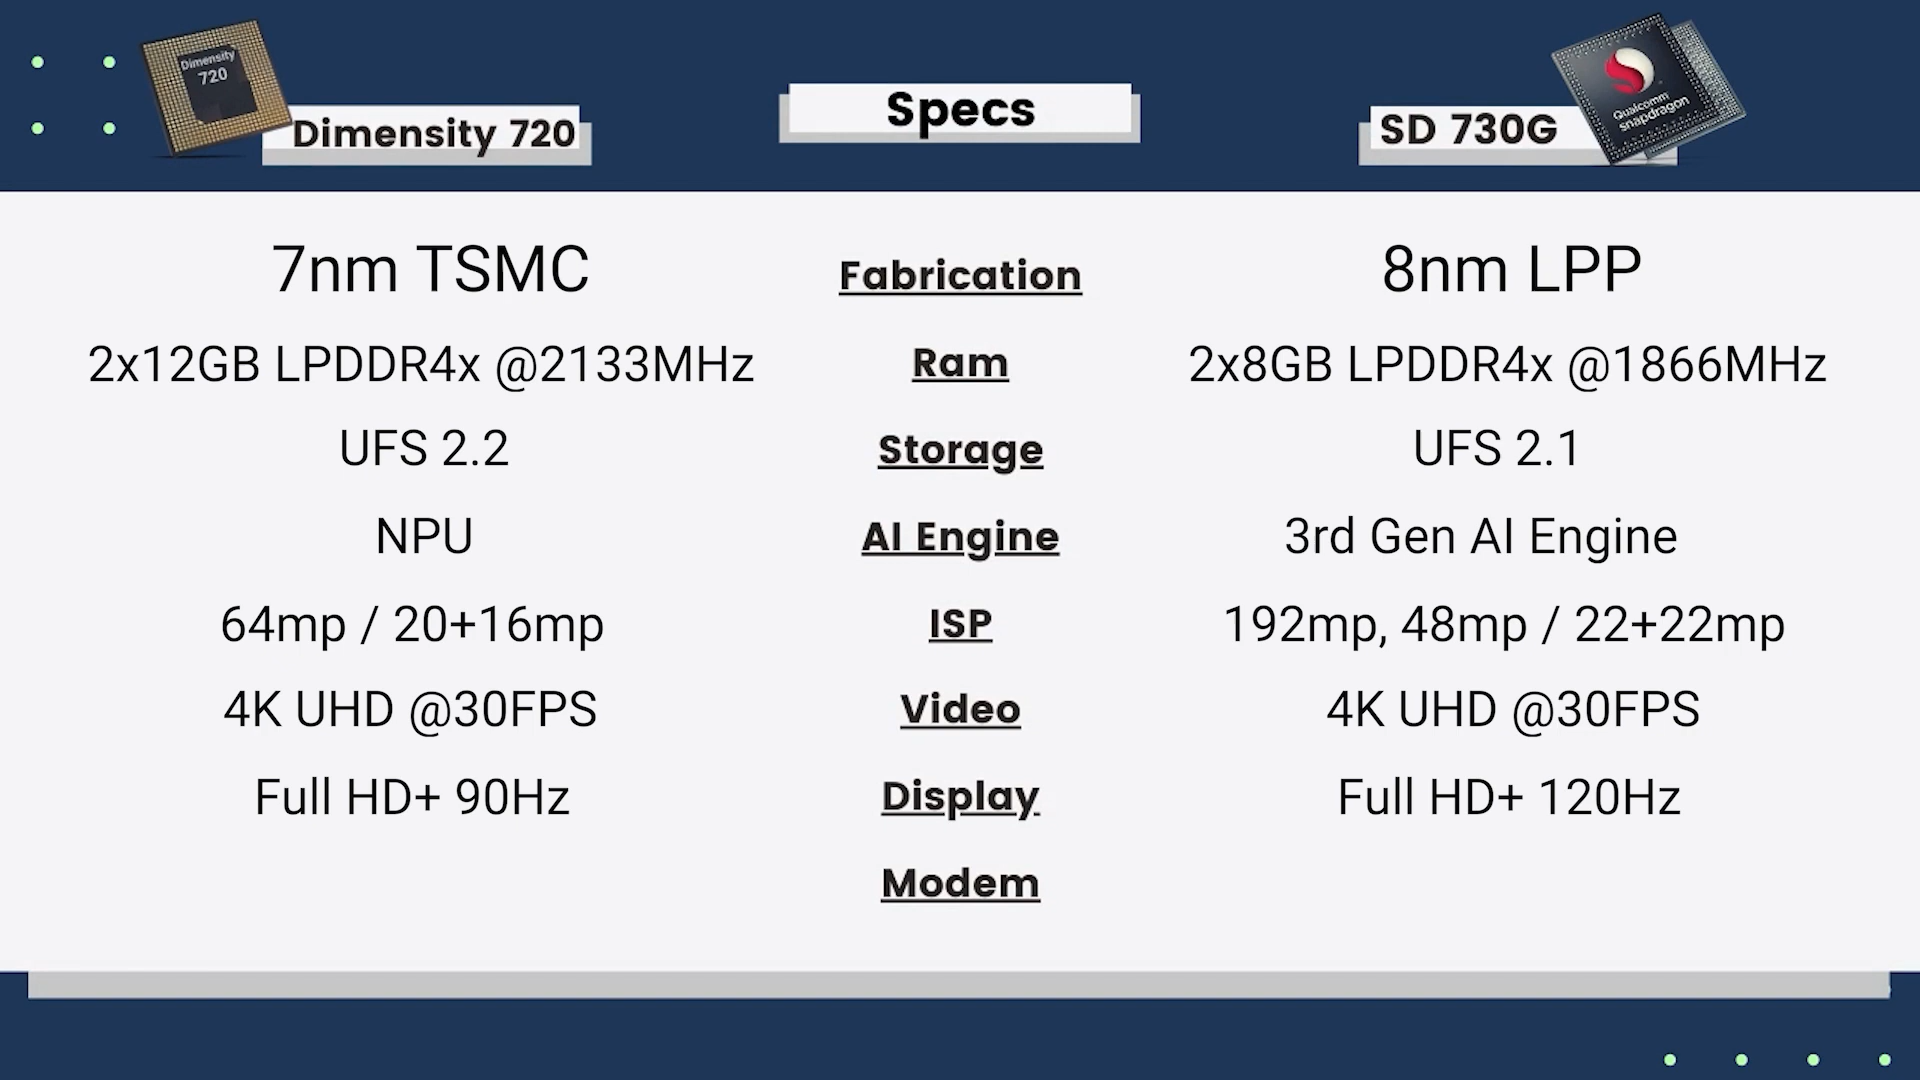 Dimensity
720
Dimensity 720
Specs
SD 730G
Qualcomm
snapdragon
7nm TSMC
Fabrication
8nm LPP
2x12GB LPDDR4x @2133MHz
Ram
2x8GB LPDDR4x @1866MHz
UFS 2.2
Storage
UFS 2.1
NPU
AI Engine
3rd Gen AI Engine
64mp / 20+16mp
ISP
192mp, 48mp / 22+22mp
4K UHD @30FPS
Video
4K UHD @30FPS
Full HD+ 90Hz
Display
Full HD+ 120Hz
Modem